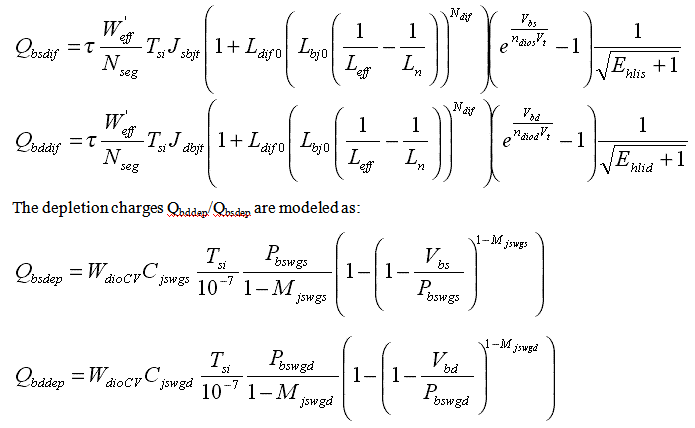 Q_{bsdif} = τ \frac{W'_{eff}}{N_{seg}} T_{si} J_{sbjt} \left( 1 + L_{dif0} \left( L_{bj0} \left( \frac{1}{L_{eff}} - \frac{1}{L_n} \right) \right)^{N_{dif}} \right) \left( e^{\frac{V_{bs}}{n_{dios} V_t}} - 1 \right) \frac{1}{\sqrt{E_{hlis} + 1}}
Q_{bddif} = τ \frac{W'_{eff}}{N_{seg}} T_{si} J_{dbjt} \left( 1 + L_{dif0} \left( L_{bj0} \left( \frac{1}{L_{eff}} - \frac{1}{L_n} \right) \right)^{N_{dif}} \right) \left( e^{\frac{V_{bd}}{n_{diod} V_t}} - 1 \right) \frac{1}{\sqrt{E_{hlid} + 1}}
The depletion charges Qbddep/Qbsdep are modeled as:
Q_{bsdep} = W_{dioCV} C_{jswgs} \frac{T_{si}}{10^{-7}} \frac{P_{bswgs}}{1 - M_{jswgs}} \left( 1 - \left( 1 - \frac{V_{bs}}{P_{bswgs}} \right)^{1 - M_{jswgs}} \right)
Q_{bddep} = W_{dioCV} C_{jswgd} \frac{T_{si}}{10^{-7}} \frac{P_{bswgd}}{1 - M_{jswgd}} \left( 1 - \left( 1 - \frac{V_{bd}}{P_{bswgd}} \right)^{1 - M_{jswgd}} \right)